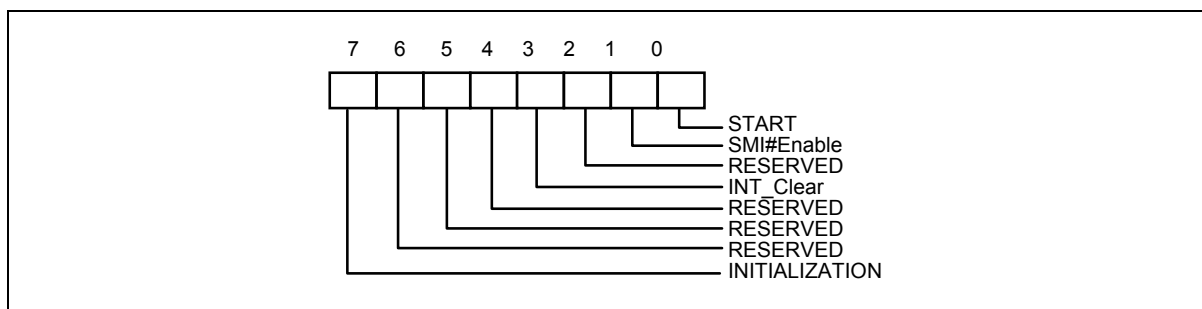 7 6 5 4 3 2 1 0
START
SMI#Enable
RESERVED
INT_Clear
RESERVED
RESERVED
RESERVED
INITIALIZATION